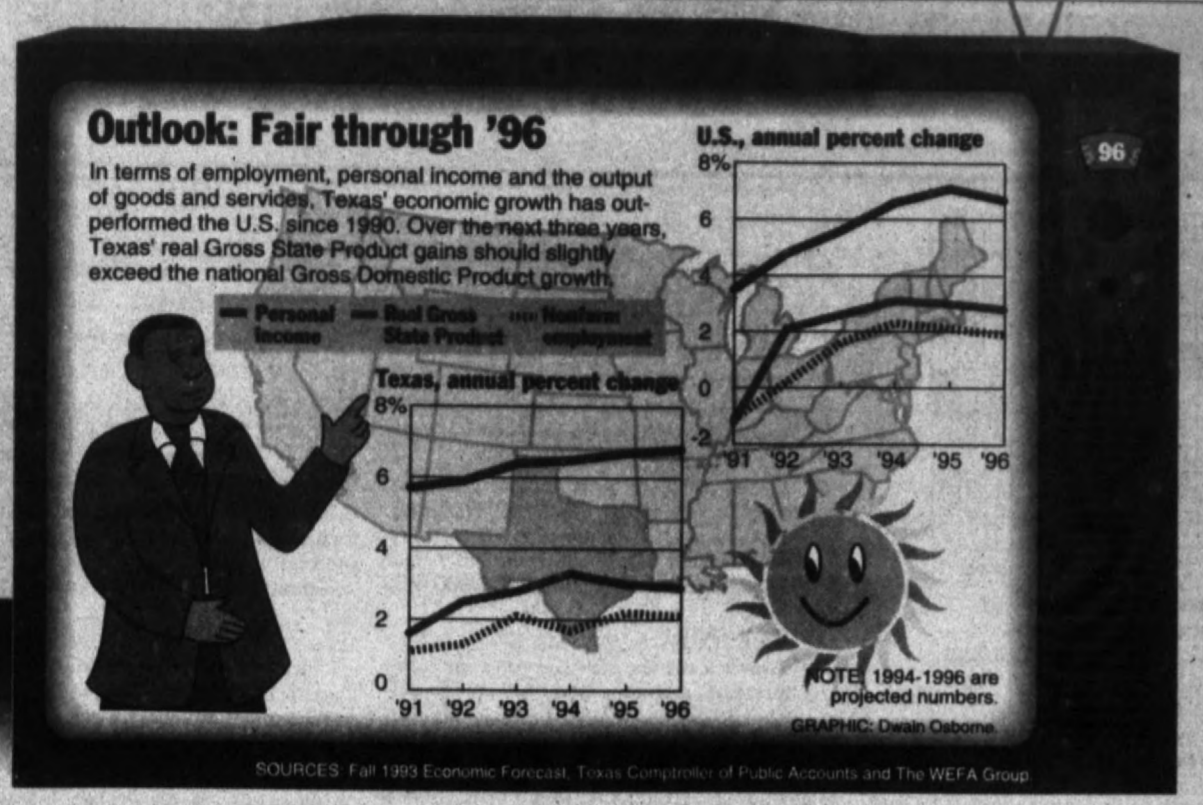 Outlook: Fair through '96
In terms of employment, personal income and the output
of goods and services, Texas' economic growth has out-
performed the U.S. since 1990. Over the next three years,
Texas' real Gross State Product gains should slightly
exceed the national Gross Domestic Product growth.
Personal Real Gross Nonfarm
Income State Product employment
Texas, annual percent change
8%
6
4
2
0
'91 '92 '93 '94 '95 '96
U.S., annual percent change
8%
6
4
2
0
-2
'91 '92 '93 '94 '95 '96
96
NOTE: 1994-1996 are
projected numbers.
GRAPHIC: Dwain Osborne.
SOURCES: Fall 1993 Economic Forecast, Texas Comptroller of Public Accounts and The WEFA Group.